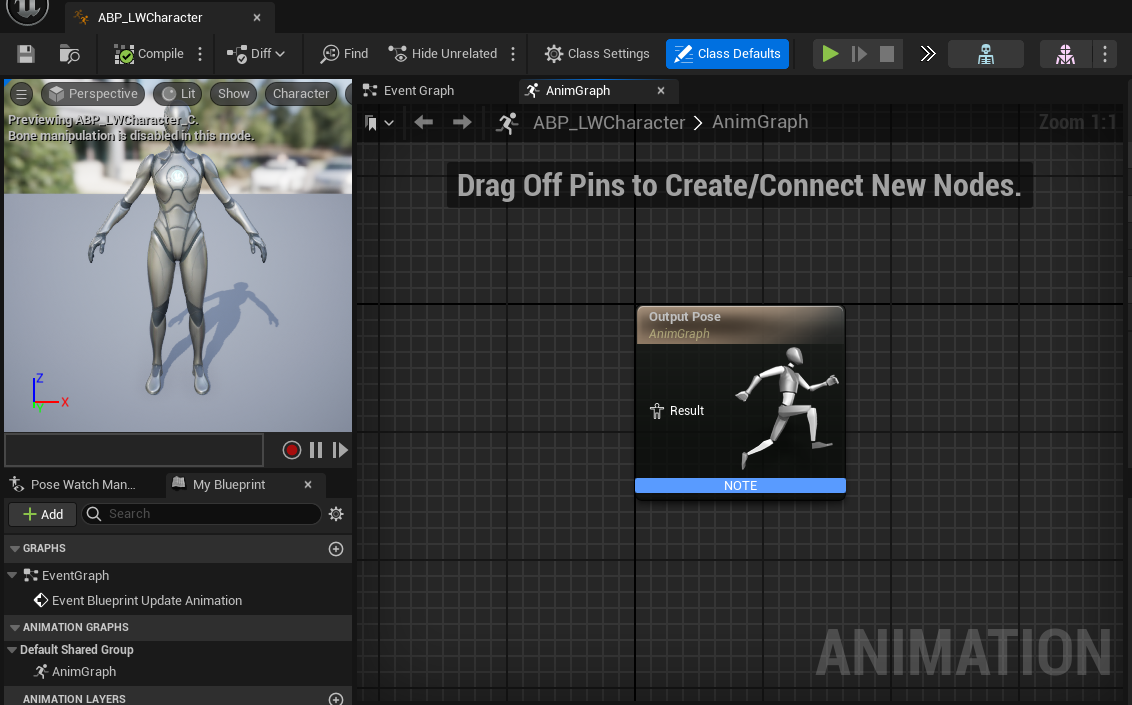 ABP_LWCharacter
Compile
Diff
Find
Hide Unrelated
Class Settings
Class Defaults
Perspective
Lit
Show
Character
Previewing ABP_LWCharacter_C.
Bone manipulation is disabled in this mode.
Z
X
Y
Event Graph
AnimGraph
ABP_LWCharacter
AnimGraph
Zoom 1:1
Drag Off Pins to Create/Connect New Nodes.
Output Pose
AnimGraph
Result
NOTE
ANIMATION
Pose Watch Man...
My Blueprint
Add
Search
GRAPHS
EventGraph
Event Blueprint Update Animation
ANIMATION GRAPHS
Default Shared Group
AnimGraph
ANIMATION LAYERS